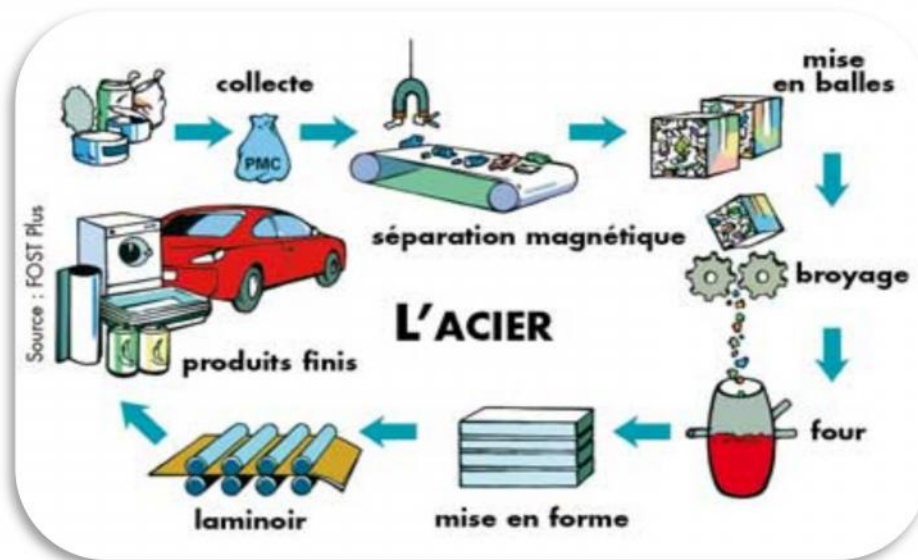 collecte
PMC
séparation magnétique
mise
en balles
broyage
four
mise en forme
laminoir
produits finis
L'ACIER
Source : FOST Plus